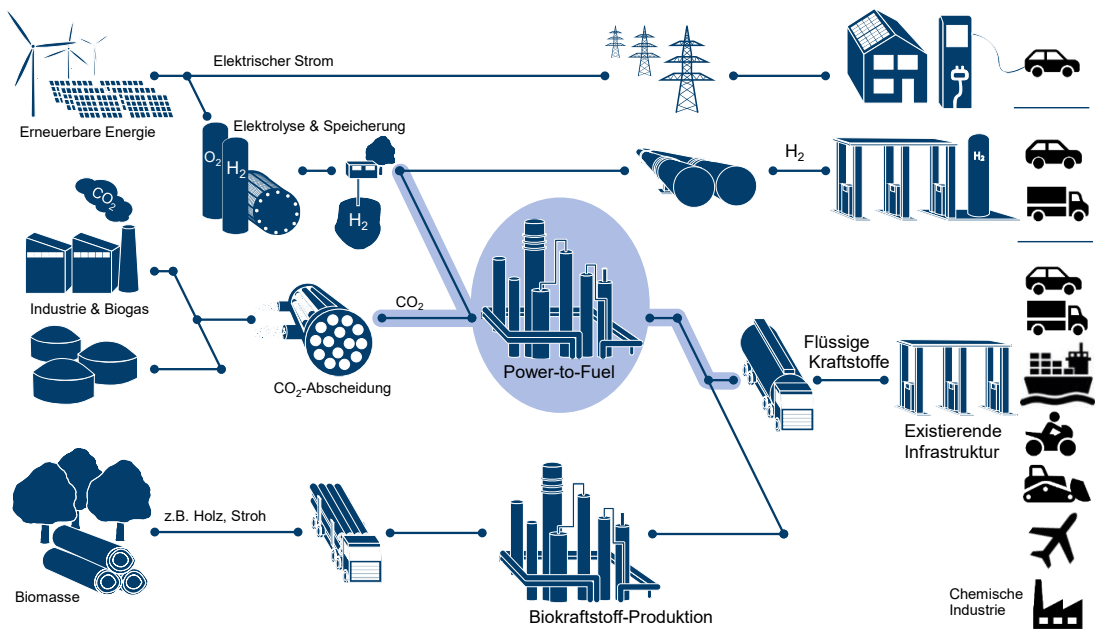 Elektrischer Strom
Erneuerbare Energie
Elektrolyse & Speicherung
O2
H2
H2
H2
H2
CO2
Industrie & Biogas
CO2
CO2-Abscheidung
Power-to-Fuel
Flüssige
Kraftstoffe
Existierende
Infrastruktur
z.B. Holz, Stroh
Biomasse
Biokraftstoff-Produktion
Chemische
Industrie